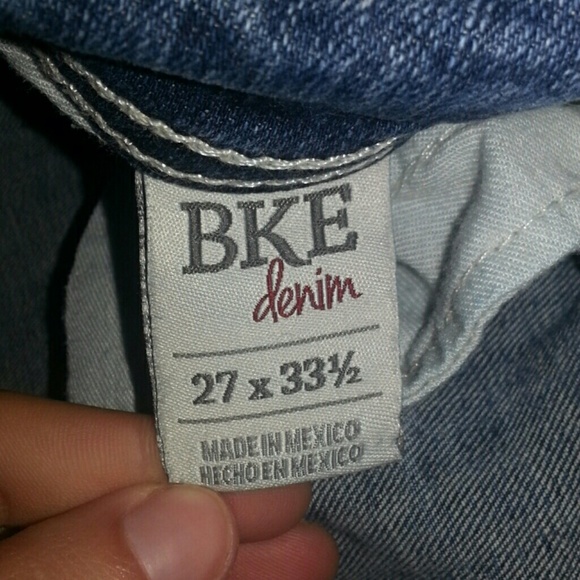 BKE
denim
27 x 33½
MADE IN MEXICO
HECHO EN MEXICO